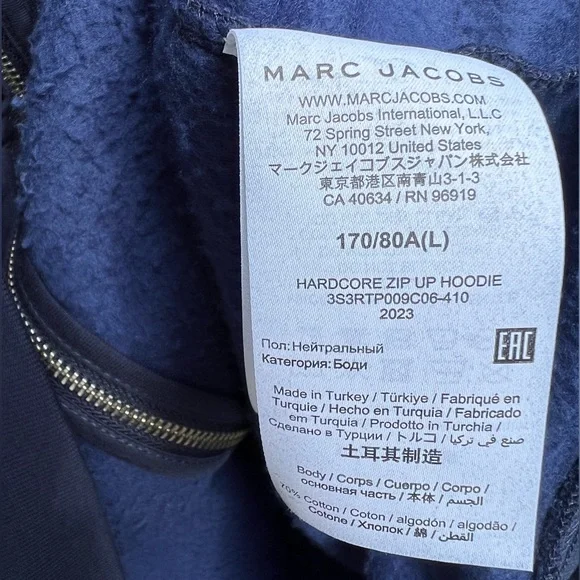 MARC JACOBS
WWW.MARCJACOBS.COM
Marc Jacobs International, L.L.C
72 Spring Street New York,
NY 10012 United States
マークジェイコブスジャパン株式会社
東京都港区南青山3-1-3
CA 40634 / RN 96919
170/80A(L)
HARDCORE ZIP UP HOODIE
3S3RTP009C06-410
2023
Пол: Нейтральный
Категория: Боди
EAC
Made in Turkey / Türkiye / Fabriqué en
Turquie / Hecho en Turquia / Fabricado
em Turquia / Prodotto in Turchia /
Сделано в Турции / トルコ / صنع في تركيا
土耳其制造
Body / Corps / Cuerpo / Corpo /
основная часть / 本体 / الجسم
70% Cotton / Coton / algodón / algodão /
Cotone / Хлопок / 綿 / القطن